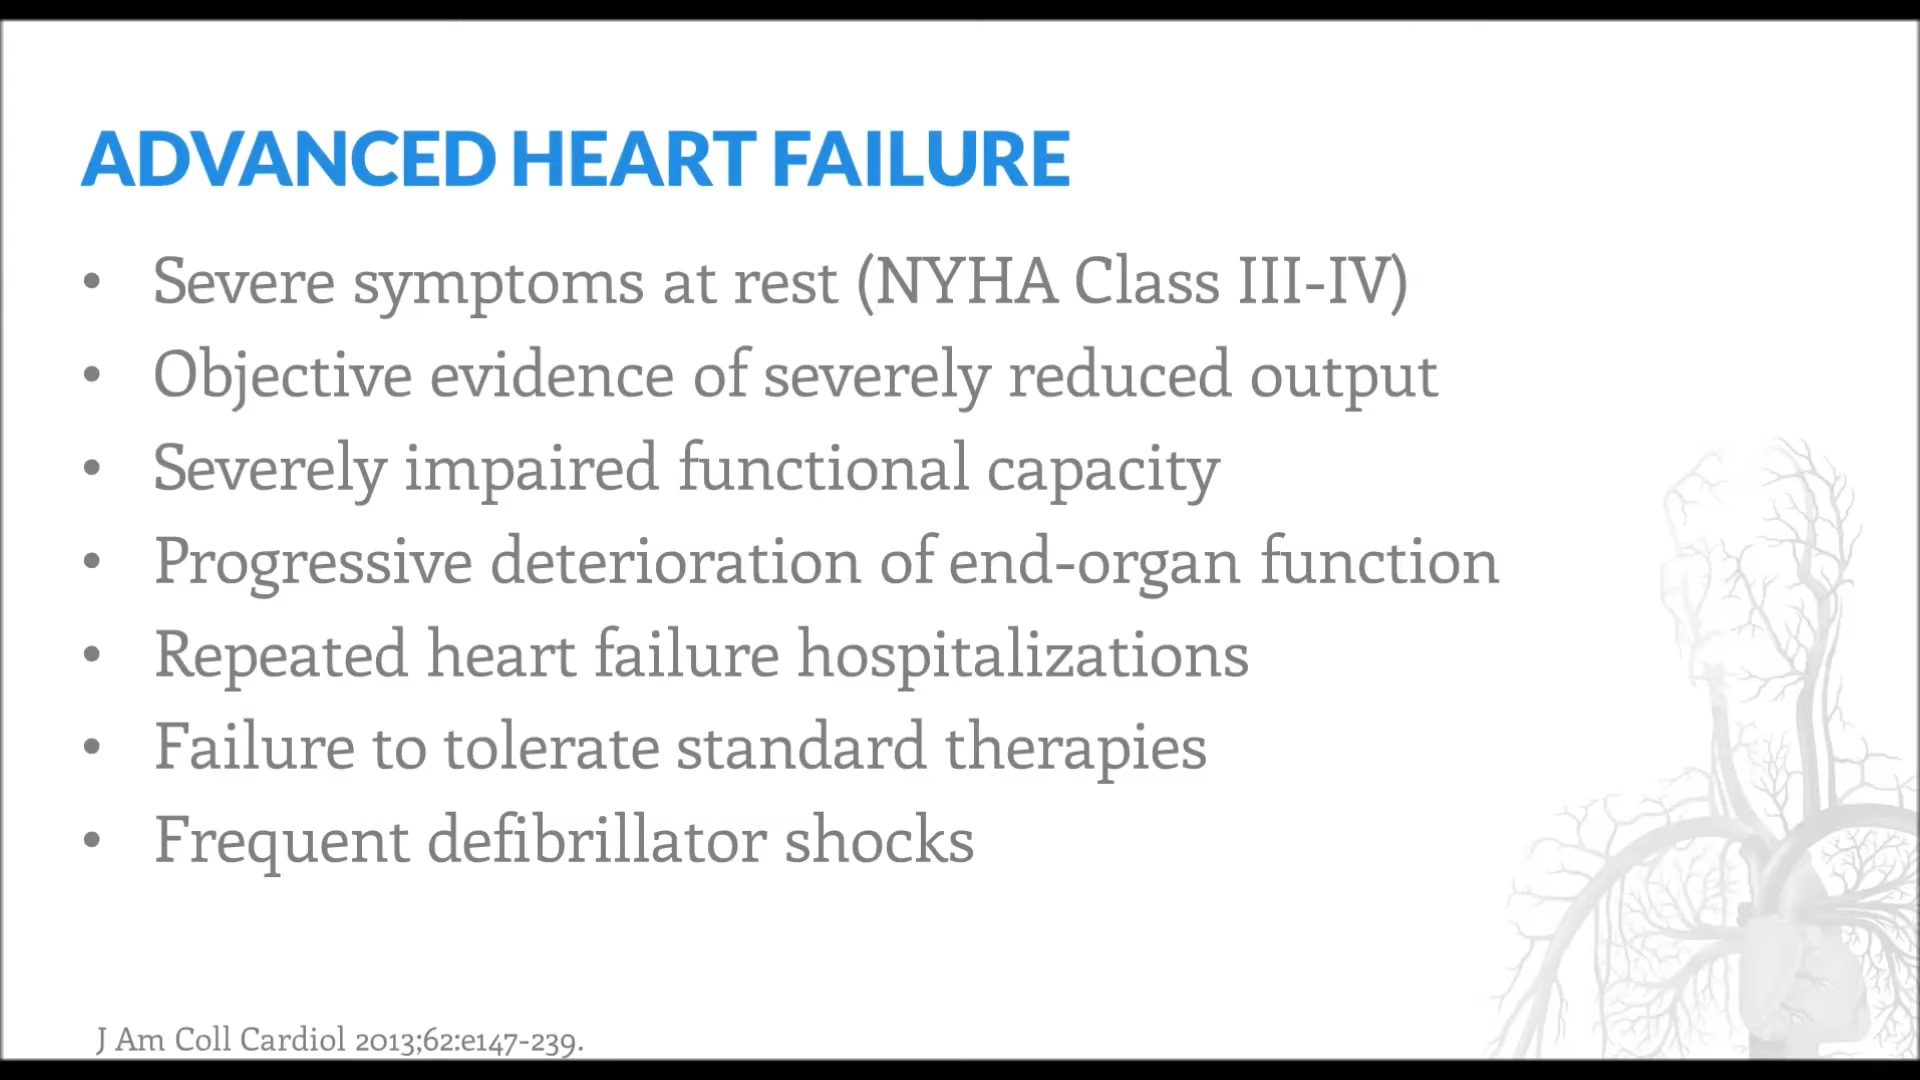 ADVANCED HEART FAILURE
• Severe symptoms at rest (NYHA Class III-IV)
• Objective evidence of severely reduced output
• Severely impaired functional capacity
• Progressive deterioration of end-organ function
• Repeated heart failure hospitalizations
• Failure to tolerate standard therapies
• Frequent defibrillator shocks
J Am Coll Cardiol 2013;62:e147-239.